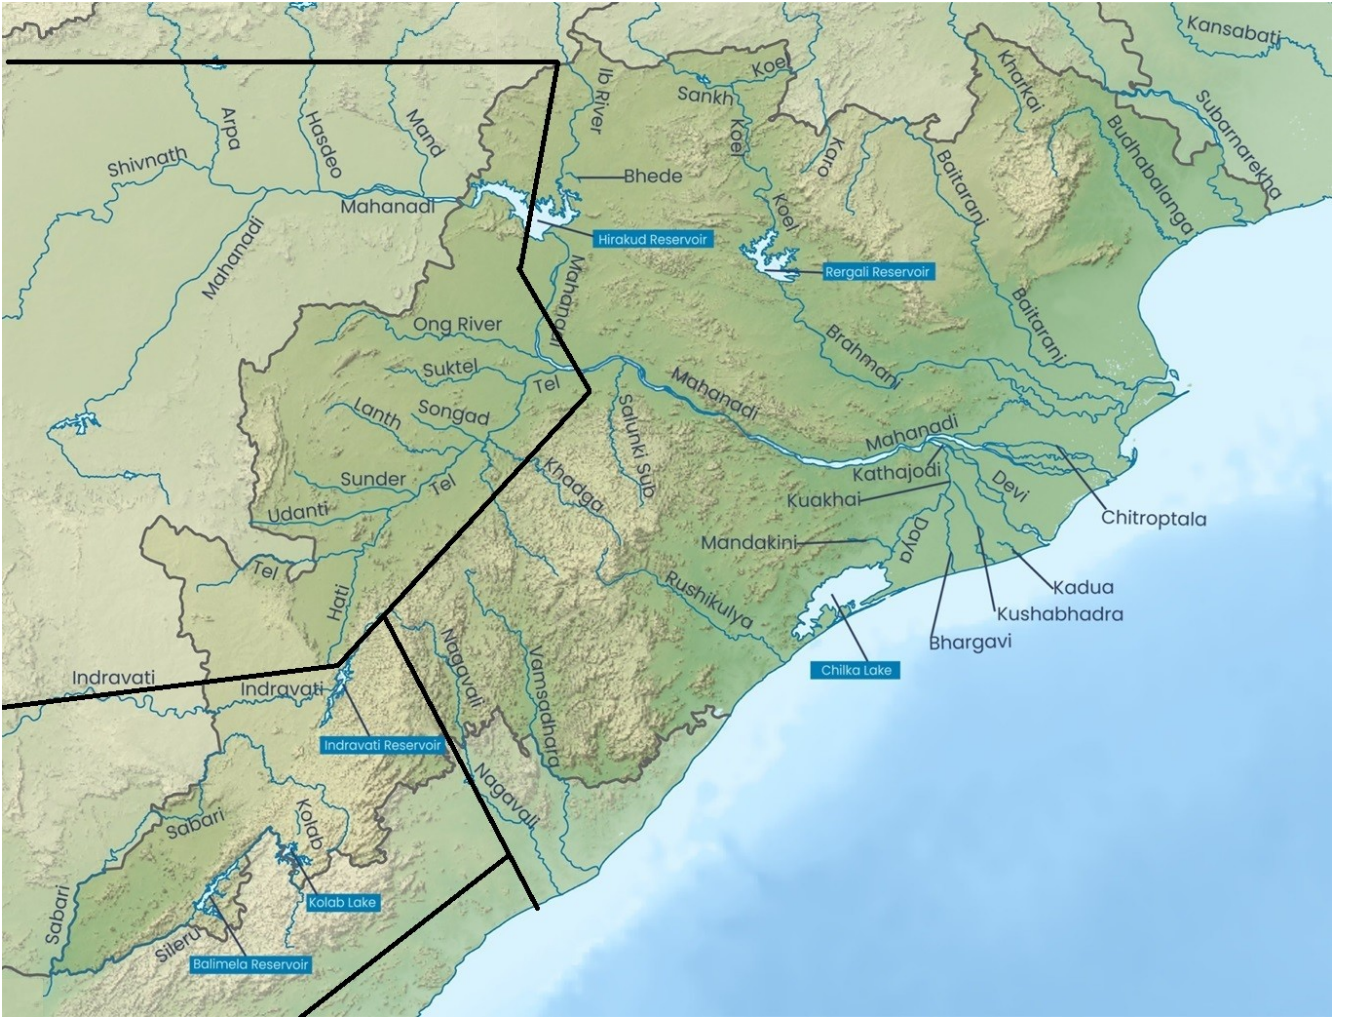 Kansabati
Koel
Ib River
Sankh
Kharkai
Subarnarekha
Arpa
Hasdeo
Mand
Koel
Karo
Budhabalanga
Shivnath
Baitarani
Bhede
Mahanadi
Koel
Mahanadi
Hirakud Reservoir
Rergali Reservoir
Mahanadi
Ong River
Baitarani
Brahmani
Suktel
Tel
Mahanadi
Lanth
Songad
Salunki Sub
Mahanadi
Kathajodi
Sunder
Tel
Khadga
Kuakhai
Devi
Udanti
Chitroptala
Daya
Mandakini
Tel
Rushikulya
Kadua
Hati
Kushabhadra
Bhargavi
Nagavali
Vamsadhara
Chilka Lake
Indravati
Indravati
Indravati Reservoir
Nagavali
Sabari
Kolab
Kolab Lake
Sabari
Sileru
Balimela Reservoir